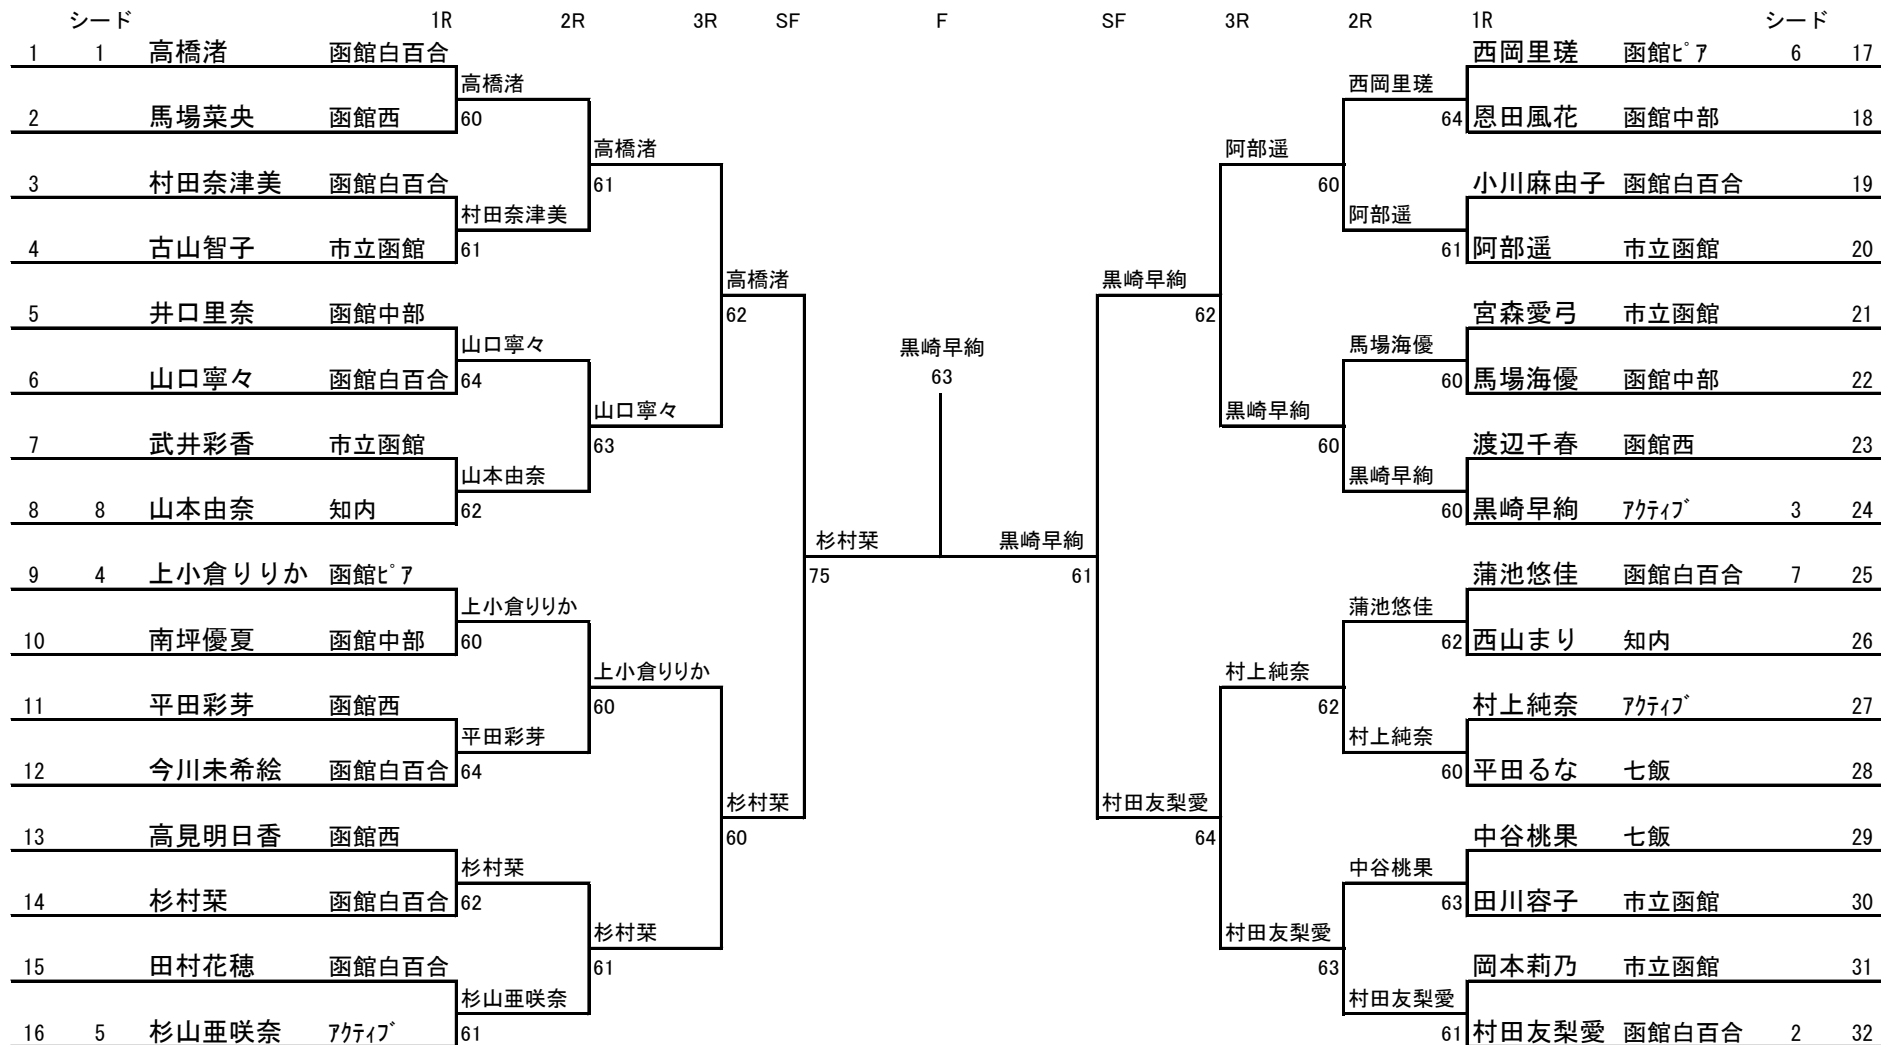 シード 1R 2R 3R SF F SF 3R 2R 1R シード
1 1 高橋渚 函館白百合 西岡里瑳 函館ﾋﾟｱ 6 17
高橋渚 西岡里瑳
2 馬場菜央 函館西 60 64 恩田風花 函館中部 18
高橋渚 阿部遥
3 村田奈津美 函館白百合 61 60 小川麻由子 函館白百合 19
村田奈津美 阿部遥
4 古山智子 市立函館 61 61 阿部遥 市立函館 20
高橋渚 黒崎早絢
5 井口里奈 函館中部 62 62 宮森愛弓 市立函館 21
山口寧々 黒崎早絢 馬場海優
6 山口寧々 函館白百合 64 63 60 馬場海優 函館中部 22
山口寧々 黒崎早絢
7 武井彩香 市立函館 63 60 渡辺千春 函館西 23
山本由奈 黒崎早絢
8 8 山本由奈 知内 62 60 黒崎早絢 ｱｸﾃｨﾌﾞ 3 24
杉村栞 黒崎早絢
9 4 上小倉りりか 函館ﾋﾟｱ 75 61 蒲池悠佳 函館白百合 7 25
上小倉りりか 蒲池悠佳
10 南坪優夏 函館中部 60 62 西山まり 知内 26
上小倉りりか 村上純奈
11 平田彩芽 函館西 60 62 村上純奈 ｱｸﾃｨﾌﾞ 27
平田彩芽 村上純奈
12 今川未希絵 函館白百合 64 60 平田るな 七飯 28
杉村栞 村田友梨愛
13 高見明日香 函館西 60 64 中谷桃果 七飯 29
杉村栞 中谷桃果
14 杉村栞 函館白百合 62 63 田川容子 市立函館 30
杉村栞 村田友梨愛
15 田村花穂 函館白百合 61 63 岡本莉乃 市立函館 31
杉山亜咲奈 村田友梨愛
16 5 杉山亜咲奈 ｱｸﾃｨﾌﾞ 61 61 村田友梨愛 函館白百合 2 32